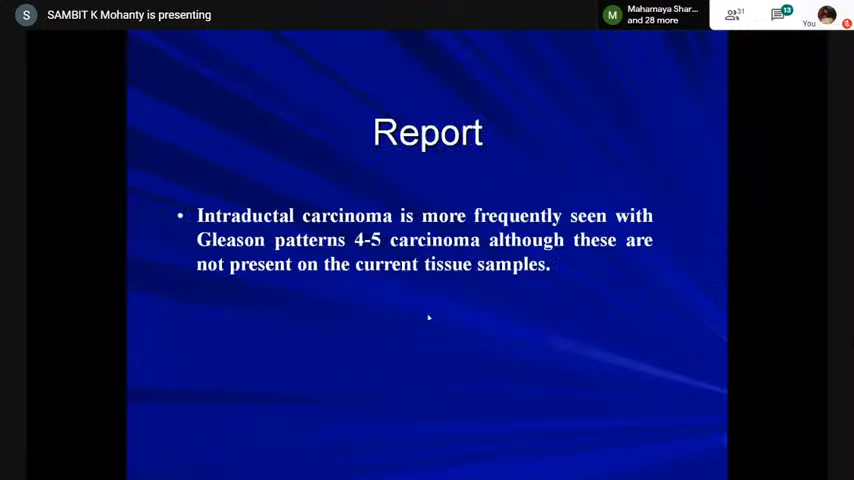 S SAMBIT K Mohanty is presenting
M Mahamaya Shar...
and 28 more
31
13
You
Report
• Intraductal carcinoma is more frequently seen with
Gleason patterns 4-5 carcinoma although these are
not present on the current tissue samples.